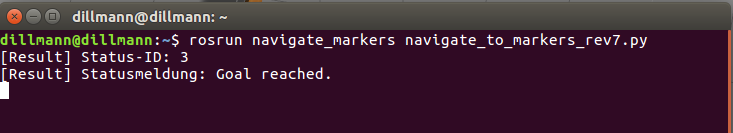 dillmann@dillmann: ~
dillmann@dillmann:~$ rosrun navigate_markers navigate_to_markers_rev7.py
[Result] Status-ID: 3
[Result] Statusmeldung: Goal reached.